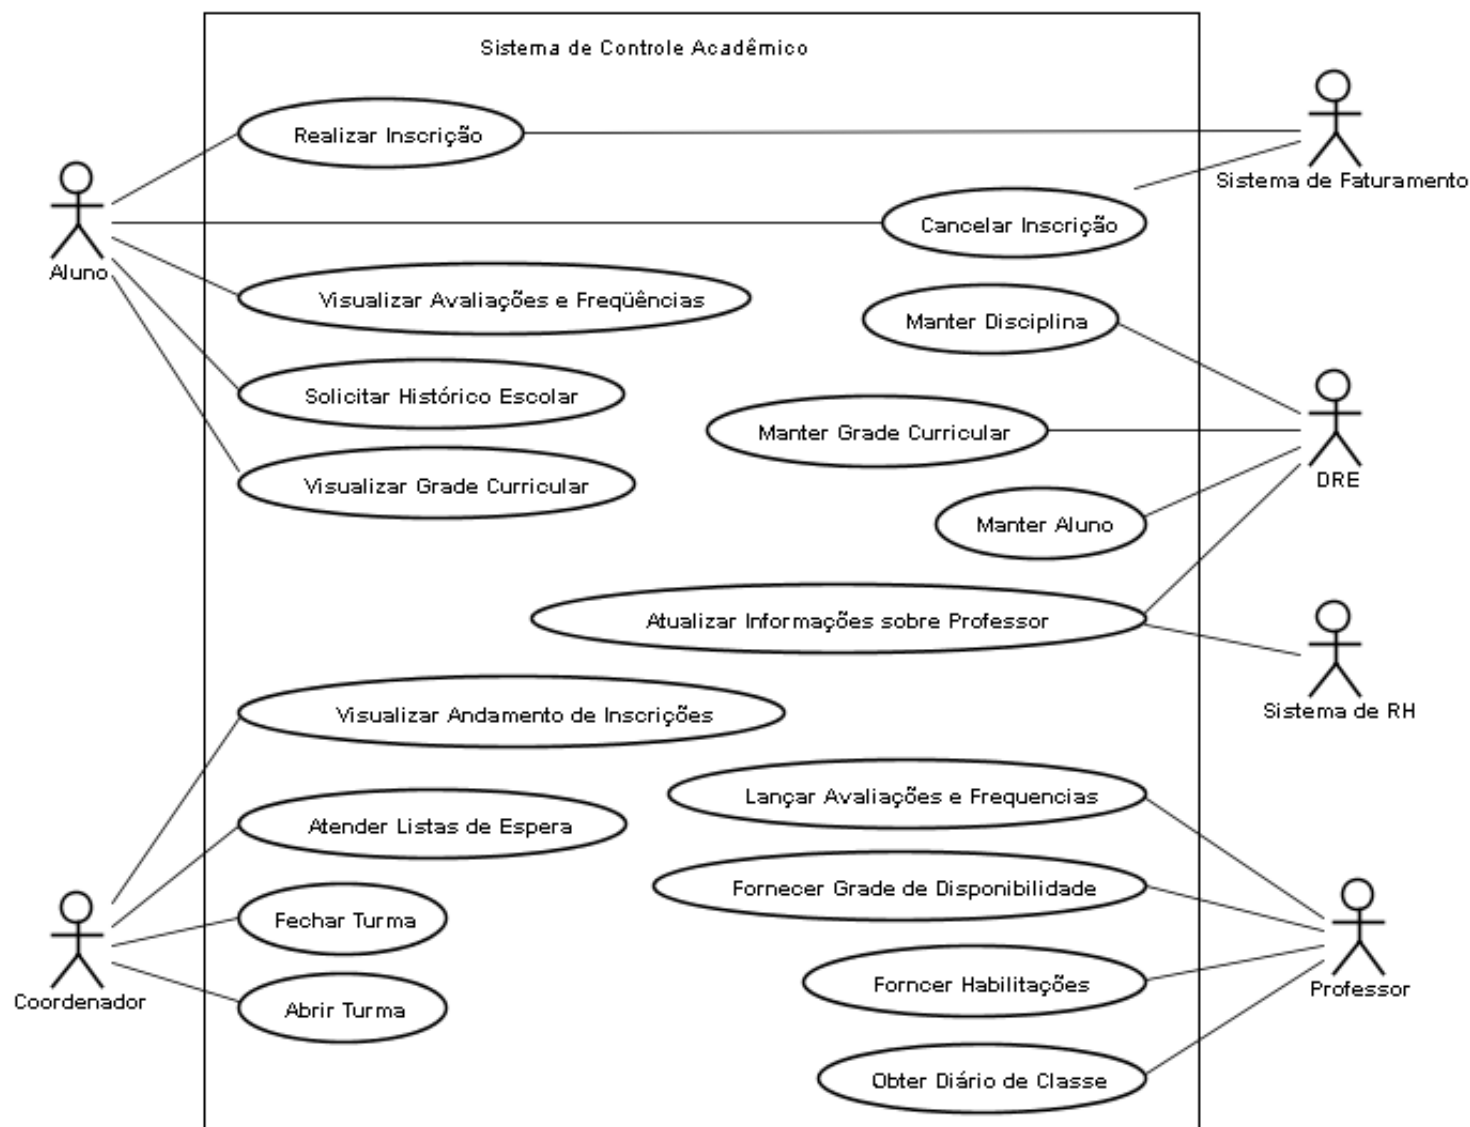 Sistema de Controle Acadêmico
Realizar Inscrição
Sistema de Faturamento
Cancelar Inscrição
Aluno
Visualizar Avaliações e Freqüências
Manter Disciplina
Solicitar Histórico Escolar
Manter Grade Curricular
DRE
Visualizar Grade Curricular
Manter Aluno
Atualizar Informações sobre Professor
Sistema de RH
Visualizar Andamento de Inscrições
Lançar Avaliações e Frequencias
Atender Listas de Espera
Fornecer Grade de Disponibilidade
Fechar Turma
Forncer Habilitações
Professor
Coordenador
Abrir Turma
Obter Diário de Classe